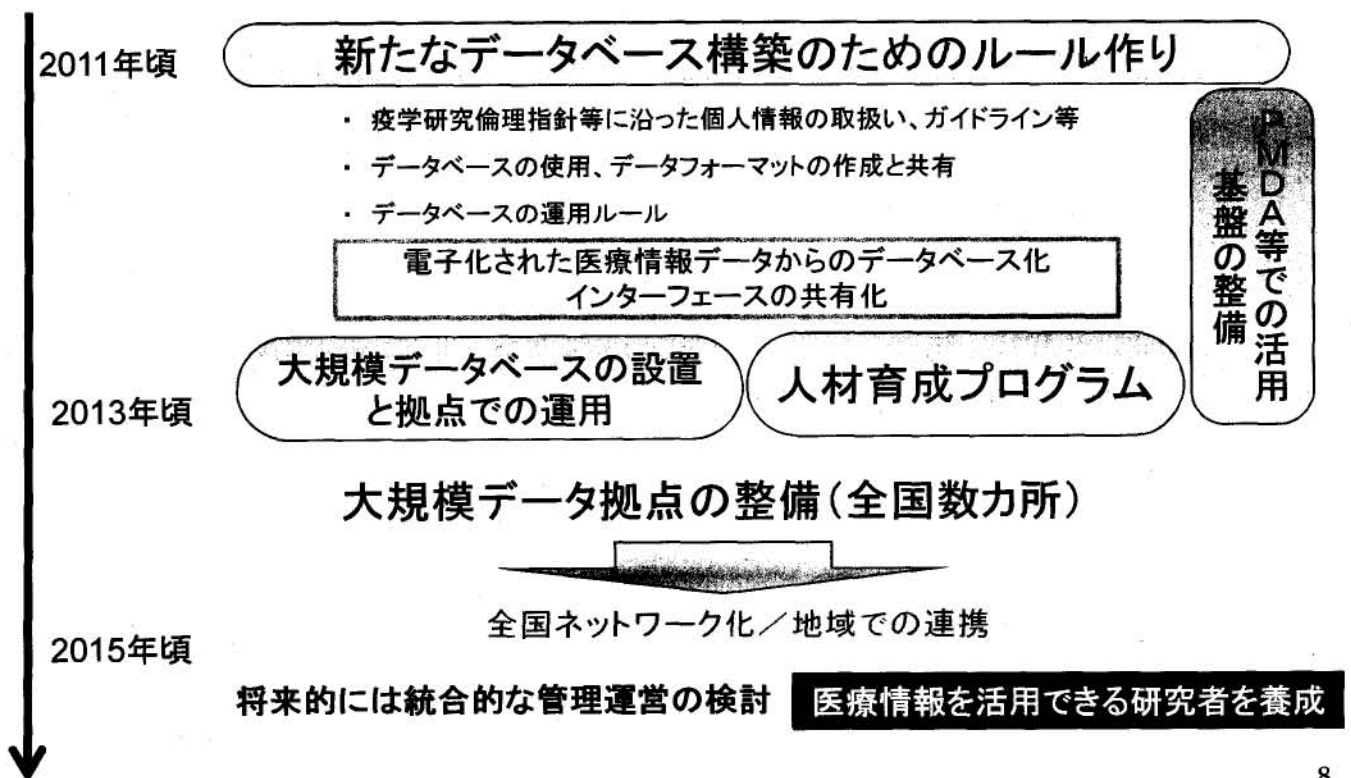 2011年頃
新たなデータベース構築のためのルール作り
・ 疫学研究倫理指針等に沿った個人情報の取扱い、ガイドライン等
・ データベースの使用、データフォーマットの作成と共有
・ データベースの運用ルール
電子化された医療情報データからのデータベース化
インターフェースの共有化
PMDA等での活用
基盤の整備
2013年頃
大規模データベースの設置
と拠点での運用
人材育成プログラム
大規模データ拠点の整備(全国数カ所)
全国ネットワーク化／地域での連携
2015年頃
将来的には統合的な管理運営の検討
医療情報を活用できる研究者を養成
8